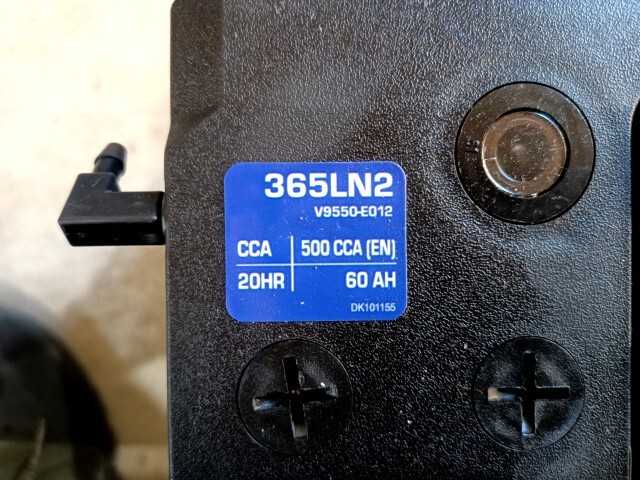 365LN2
V9550-E012
CCA 500 CCA (EN)
20HR 60 AH
DK101155